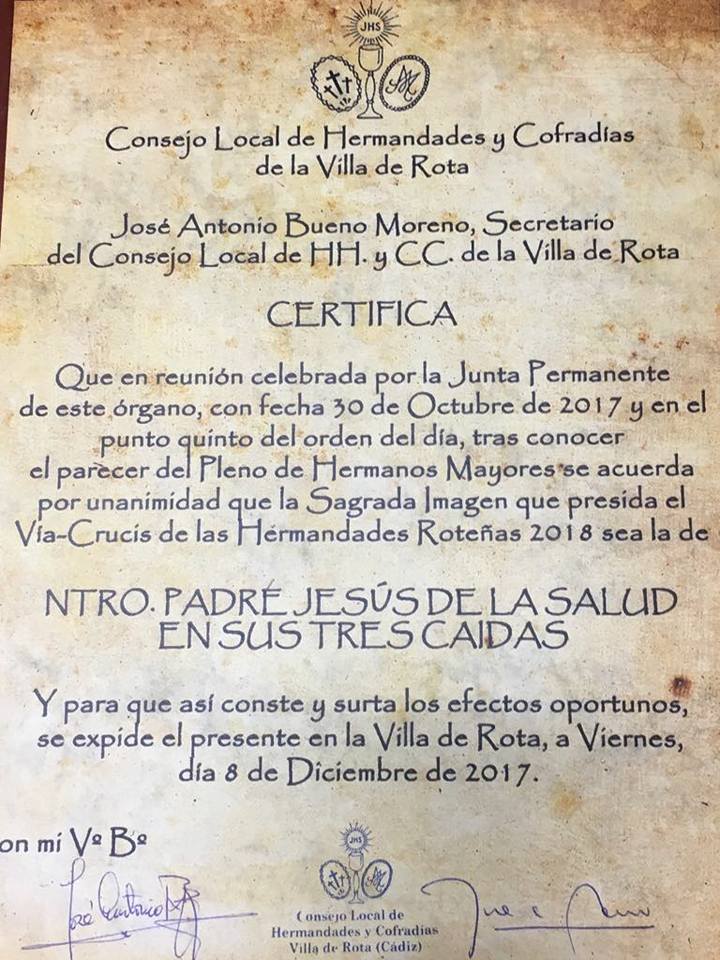 JHS
Consejo Local de Hermandades y Cofradías
de la Villa de Rota
José Antonio Bueno Moreno, Secretario
del Consejo Local de HH. y CC. de la Villa de Rota
CERTIFICA
Que en reunión celebrada por la Junta Permanente
de este órgano, con fecha 30 de Octubre de 2017 y en el
punto quinto del orden del día, tras conocer
el parecer del Pleno de Hermanos Mayores se acuerda
por unanimidad que la Sagrada Imagen que presida el
Vía-Crucis de las Hermandades Roteñas 2018 sea la de
NTRO. PADRE JESÚS DE LA SALUD
EN SUS TRES CAIDAS
Y para que así conste y surta los efectos oportunos,
se expide el presente en la Villa de Rota, a Viernes,
día 8 de Diciembre de 2017.
on mi Vº Bº
JHS
José Antonio
Consejo Local de
Hermandades y Cofradías
Villa de Rota (Cádiz)